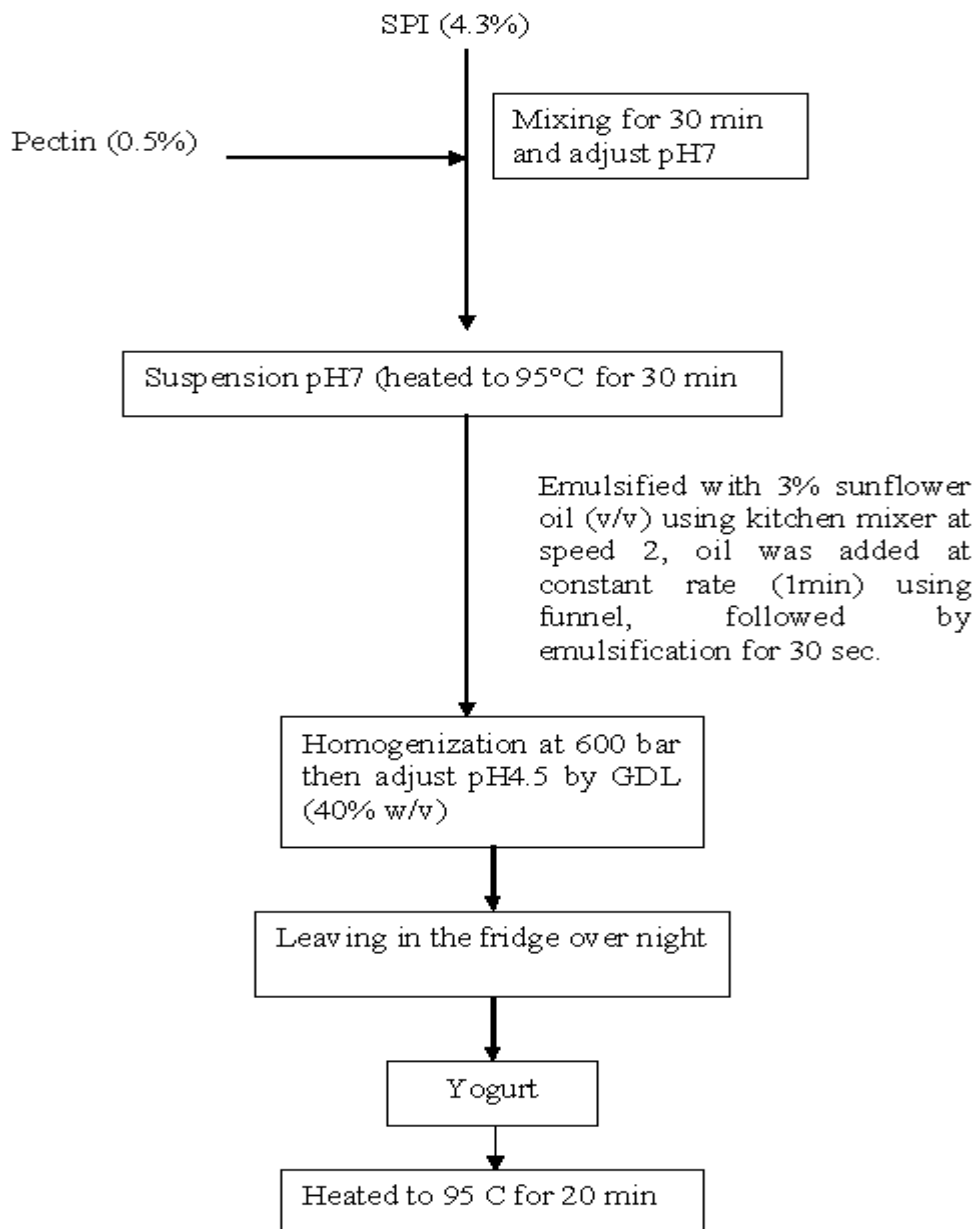 SPI (4.3%)
Pectin (0.5%)
Mixing for 30 min
and adjust pH7
Suspension pH7 (heated to 95°C for 30 min
Emulsified with 3% sunflower
oil (v/v) using kitchen mixer at
speed 2, oil was added at
constant rate (1min) using
funnel, followed by
emulsification for 30 sec.
Homogenization at 600 bar
then adjust pH4.5 by GDL
(40% w/v)
Leaving in the fridge over night
Yogurt
Heated to 95 C for 20 min